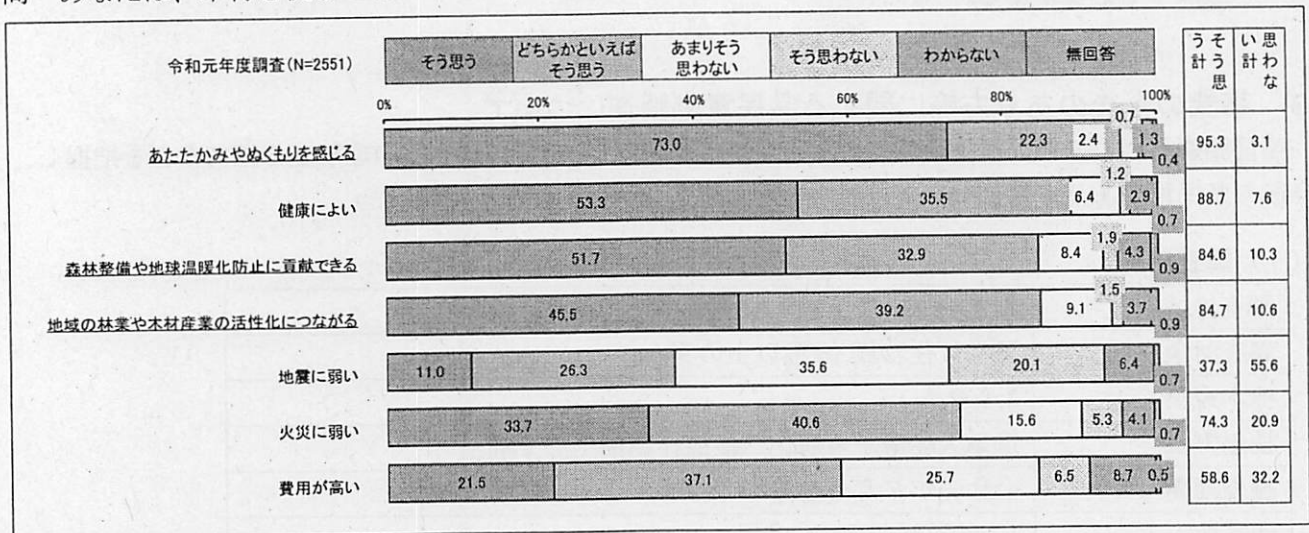 令和元年度調査(N=2551)
そう思う
どちらかといえば
そう思う
あまりそう
思わない
そう思わない
わからない
無回答
そう思
う計
思わな
い計
0% 20% 40% 60% 80% 100%
あたたかみやぬくもりを感じる 73.0 22.3 2.4 0.7 1.3 0.4 95.3 3.1
健康によい 53.3 35.5 6.4 1.2 2.9 0.7 88.7 7.6
森林整備や地球温暖化防止に貢献できる 51.7 32.9 8.4 1.9 4.3 0.9 84.6 10.3
地域の林業や木材産業の活性化につながる 45.5 39.2 9.1 1.5 3.7 0.9 84.7 10.6
地震に弱い 11.0 26.3 35.6 20.1 6.4 0.7 37.3 55.6
火災に弱い 33.7 40.6 15.6 5.3 4.1 0.7 74.3 20.9
費用が高い 21.5 37.1 25.7 6.5 8.7 0.5 58.6 32.2